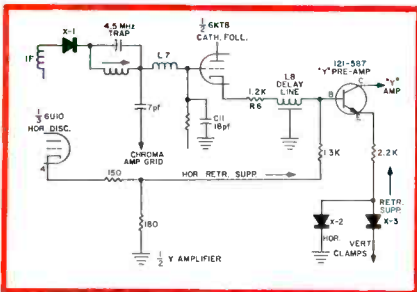 4.5 MHz
TRAP
X-1
IF
L7
1/2 6KT8
CATH. FOLL.
121-587
"Y" PRE-AMP
C
"Y"
AMP
B
E
L8
DELAY
LINE
1.2K
R6
7pf
C11
18pf
CHROMA
AMP GRID
1/3 6U10
HOR DISC.
4
150
HOR RETR. SUPP.
1.3K
2.2K
RETR.
SUPP.
180
X-2
X-3
HOR.
VERT
CLAMPS
1/2 Y AMPLIFIER